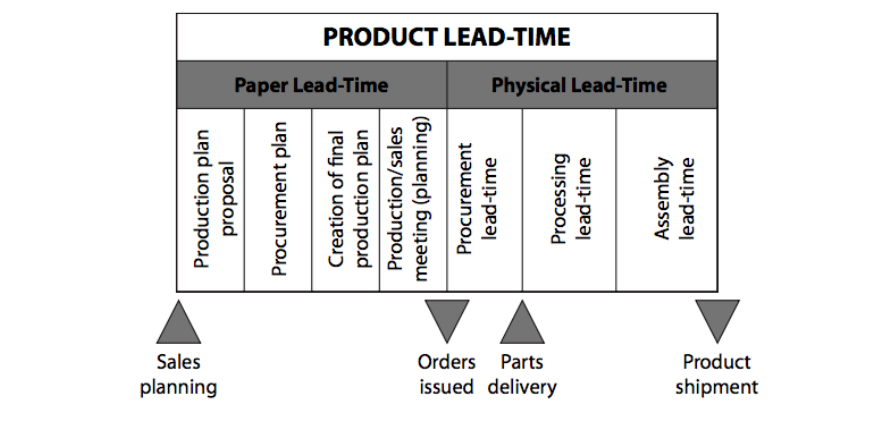 PRODUCT LEAD-TIME
Paper Lead-Time
Physical Lead-Time
Production plan
proposal
Procurement plan
Creation of final
production plan
Production/sales
meeting (planning)
Procurement
lead-time
Processing
lead-time
Assembly
lead-time
Sales
planning
Orders
issued
Parts
delivery
Product
shipment